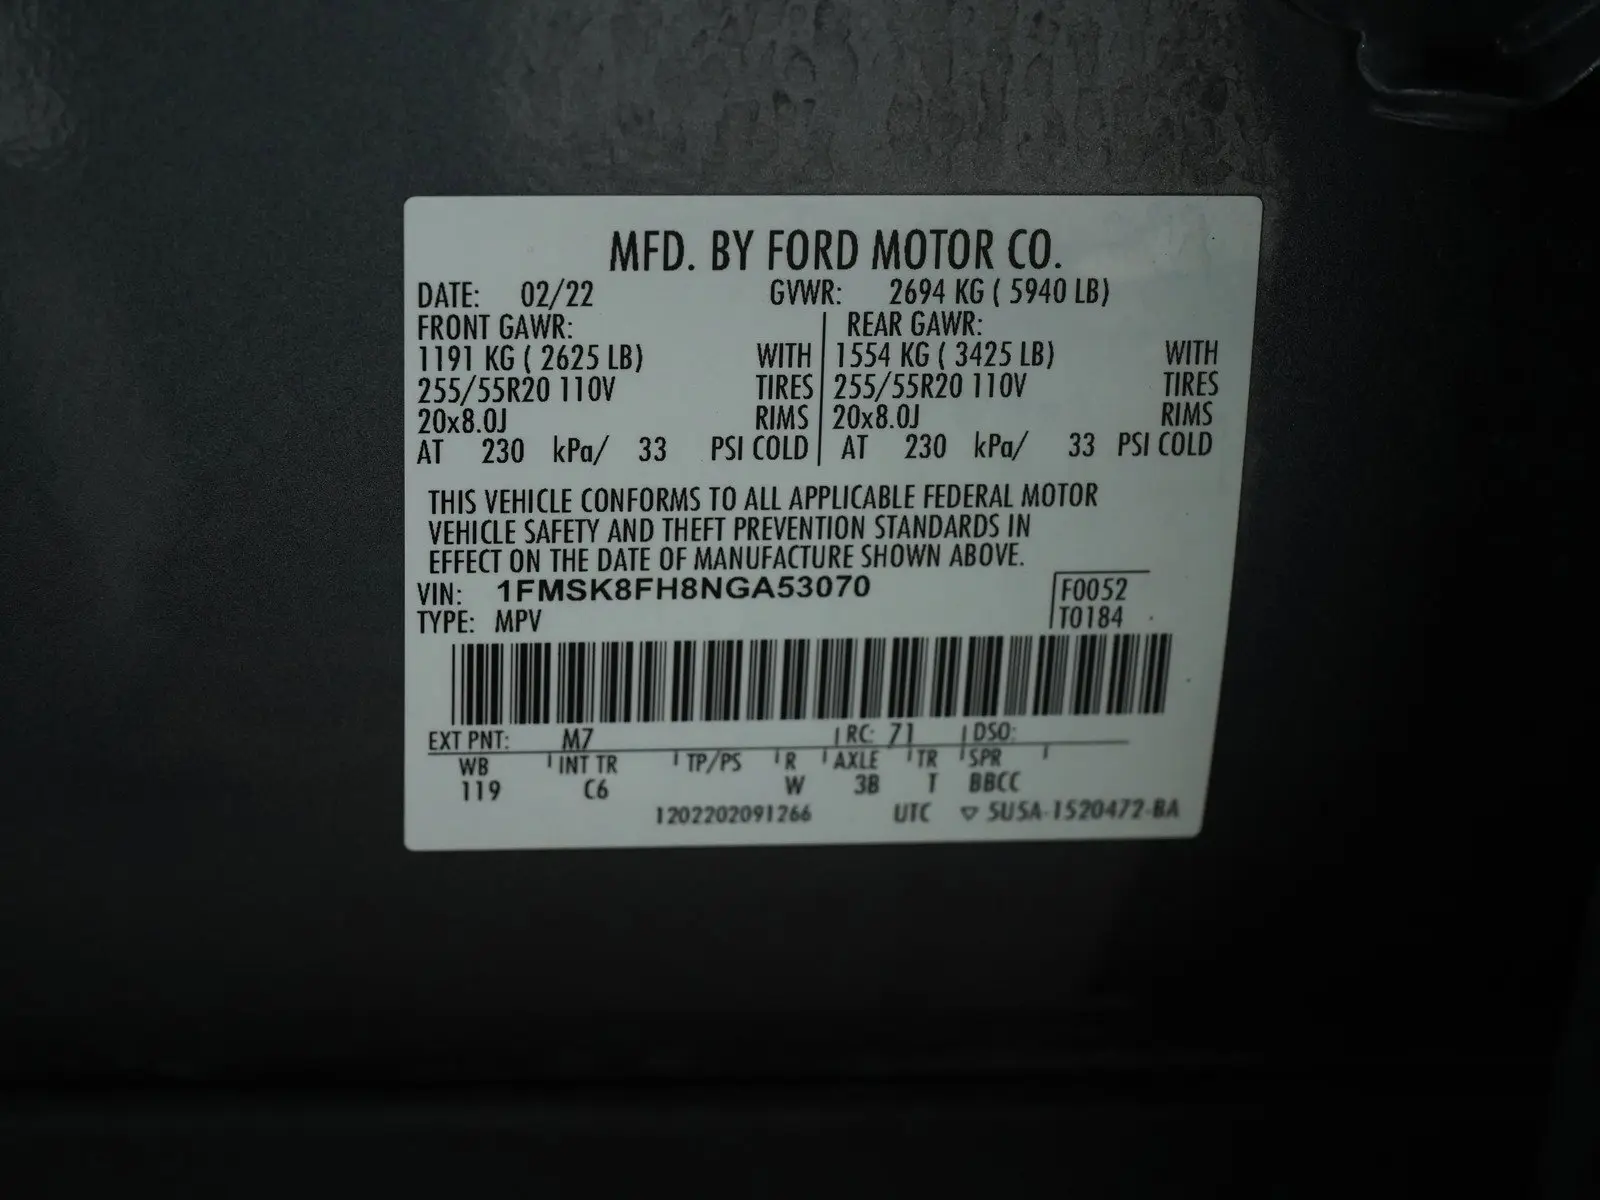 MFD. BY FORD MOTOR CO.
DATE: 02/22 GVWR: 2694 KG ( 5940 LB)
FRONT GAWR: REAR GAWR:
1191 KG ( 2625 LB) WITH 1554 KG ( 3425 LB) WITH
255/55R20 110V TIRES 255/55R20 110V TIRES
20x8.0J RIMS 20x8.0J RIMS
AT 230 kPa/ 33 PSI COLD AT 230 kPa/ 33 PSI COLD
THIS VEHICLE CONFORMS TO ALL APPLICABLE FEDERAL MOTOR
VEHICLE SAFETY AND THEFT PREVENTION STANDARDS IN
EFFECT ON THE DATE OF MANUFACTURE SHOWN ABOVE.
VIN: 1FMSK8FH8NGA53070 F0052
TYPE: MPV T0184
EXT PNT: M7 RC: 71 DSO:
WB INT TR TP/PS R AXLE TR SPR
119 C6 W 3B T BBCC
1202202091266 UTC ▽ 5U5A-1520472-BA